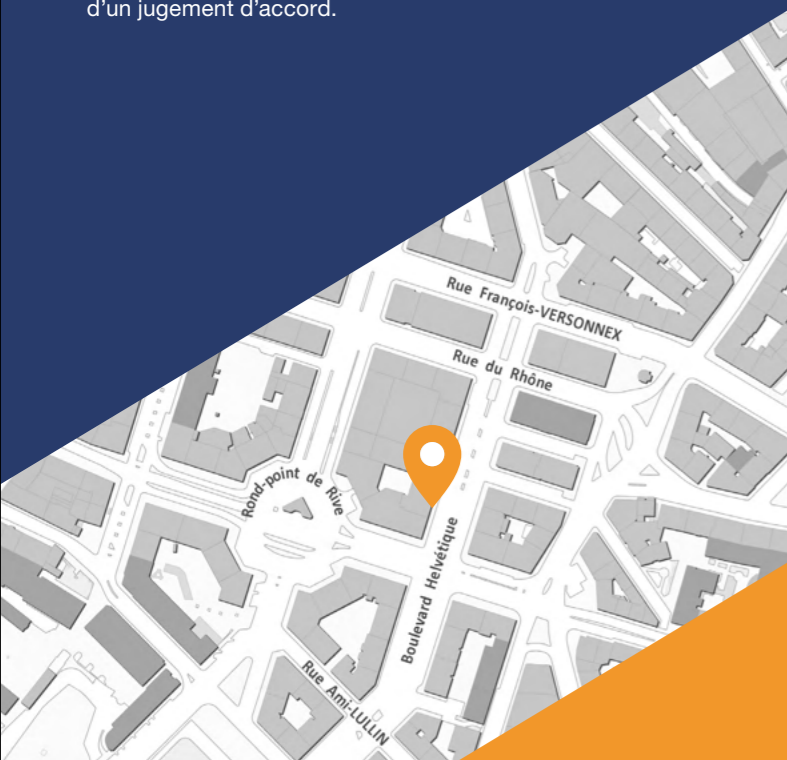 d’un jugement d’accord.
Rue François-VERSONNEX
Rue du Rhône
Rond-point de Rive
Boulevard Helvétique
Rue Ami-LULLIN